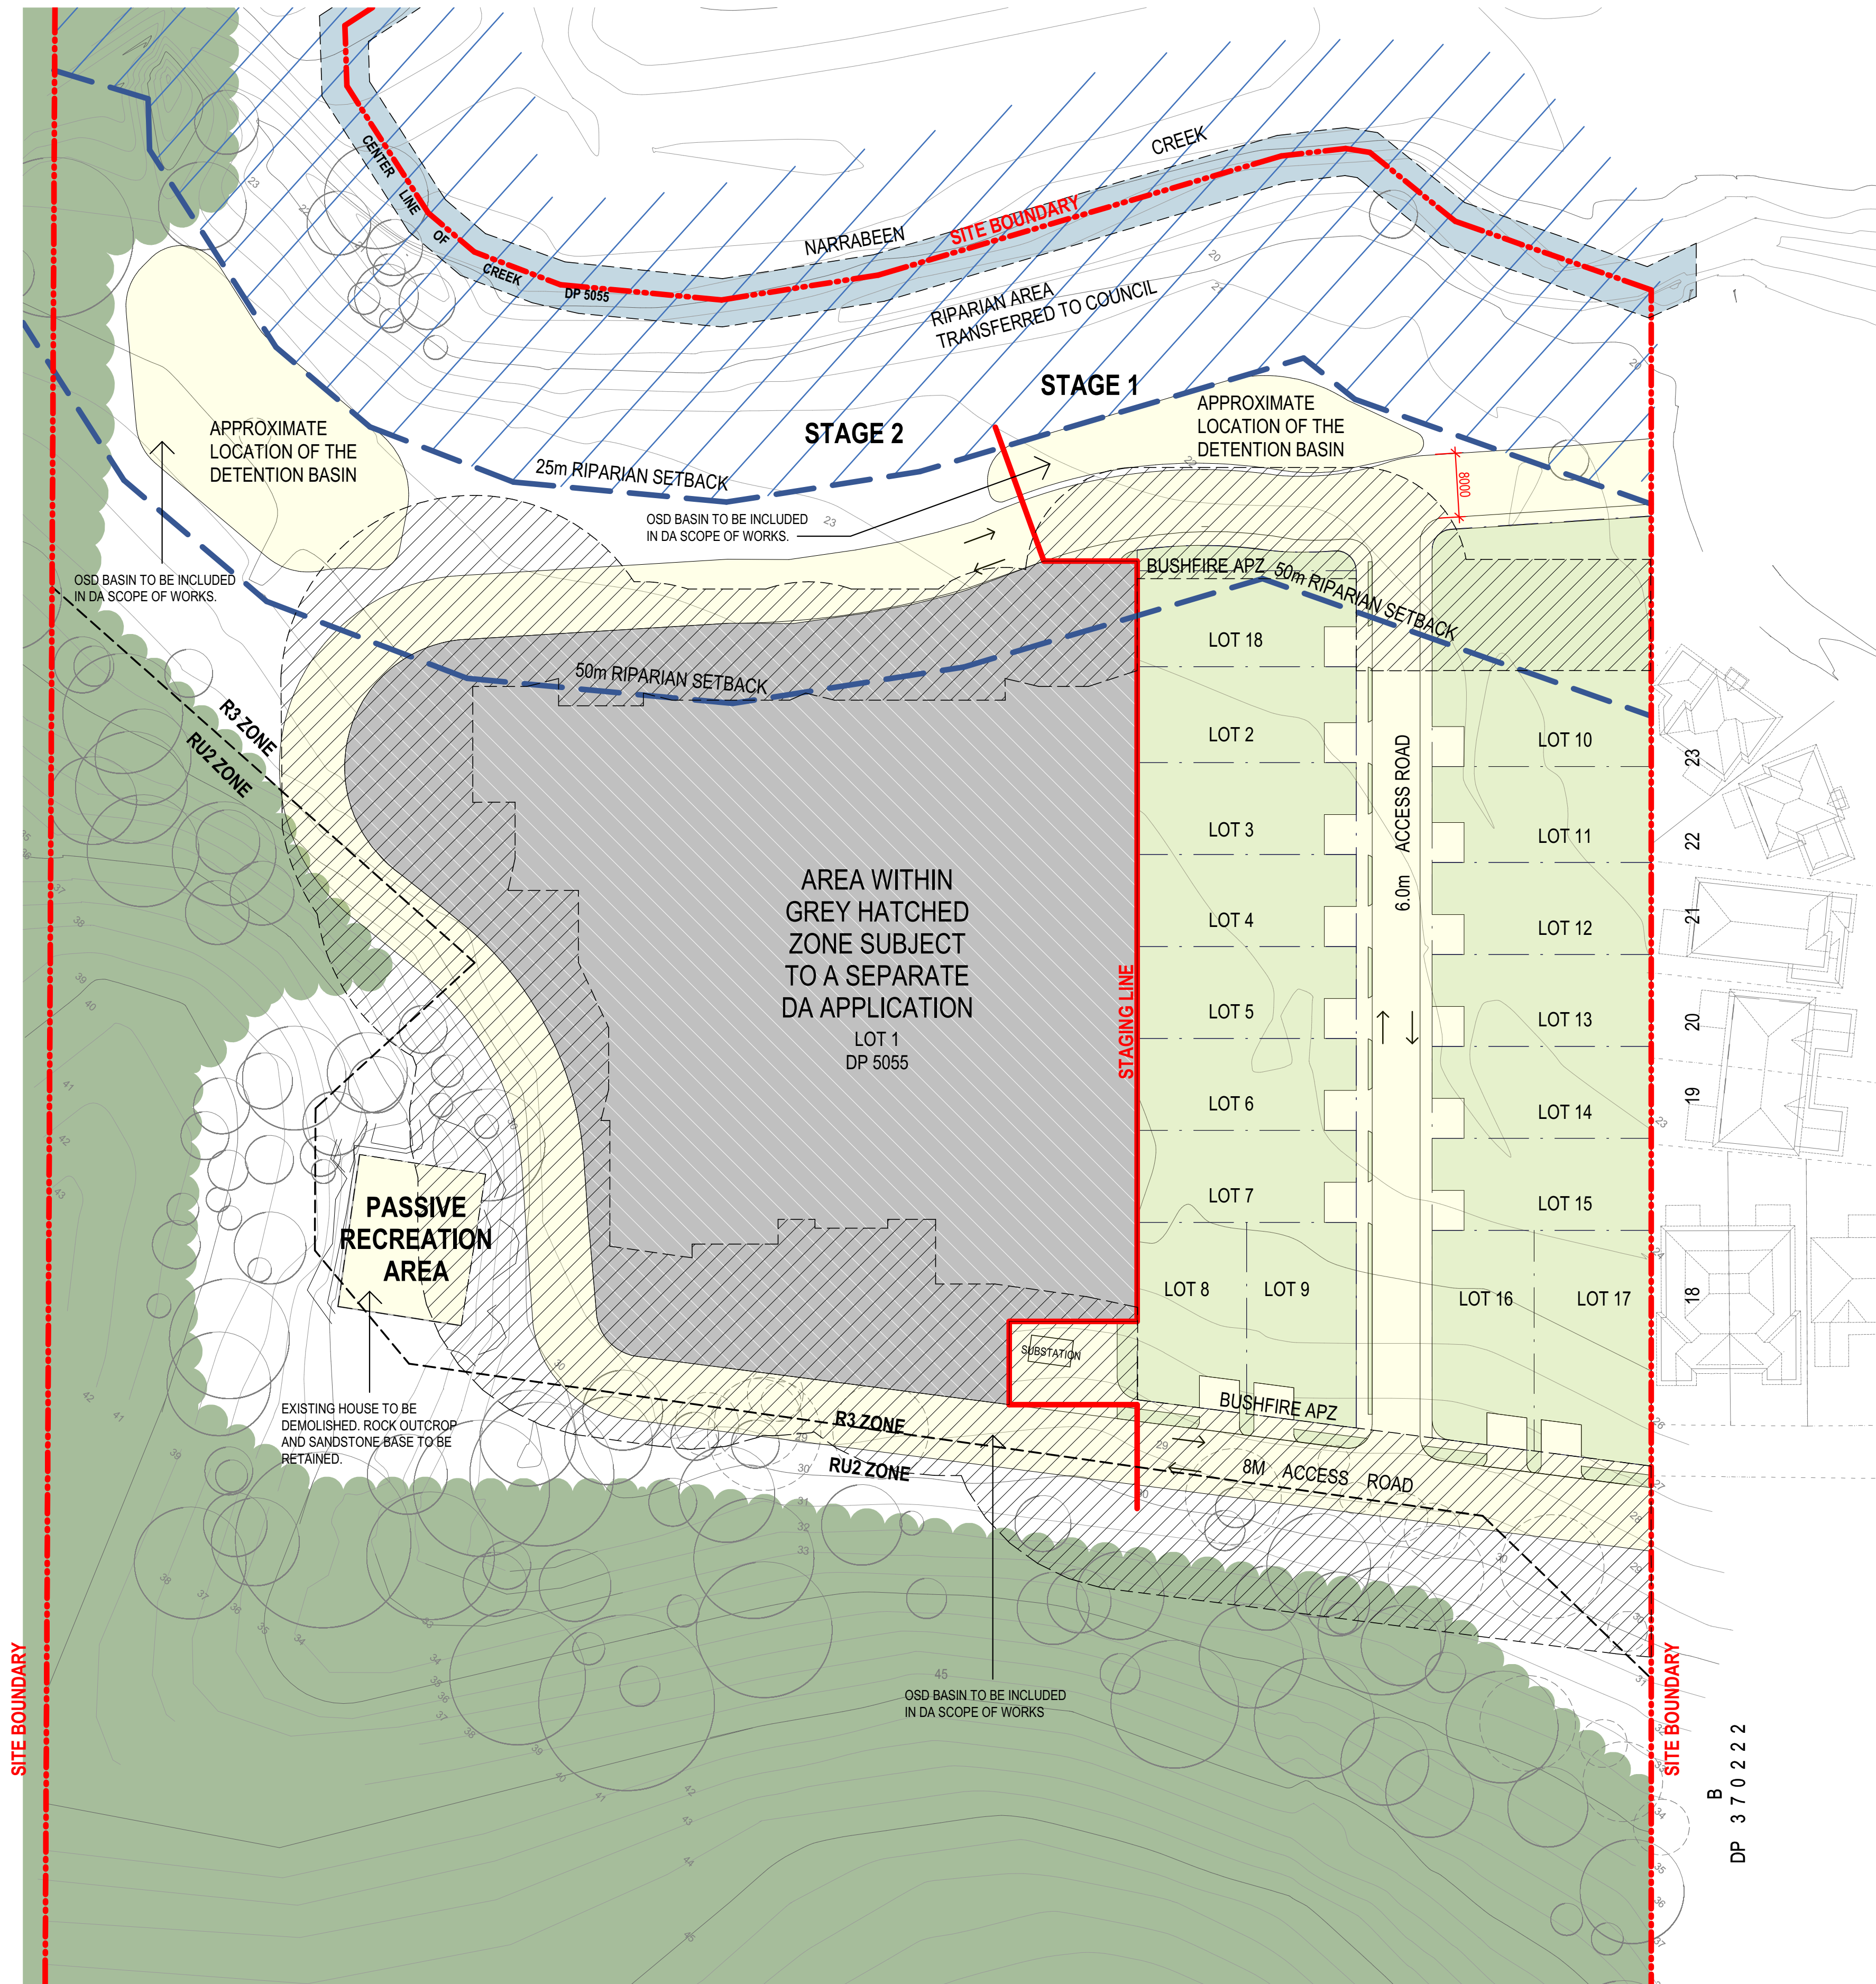 CREEK
NARRABEEN
SITE BOUNDARY
CENTER
LINE
OF
CREEK
DP 5055
RIPARIAN AREA
TRANSFERRED TO COUNCIL
STAGE 1
STAGE 2
APPROXIMATE
LOCATION OF THE
DETENTION BASIN
APPROXIMATE
LOCATION OF THE
DETENTION BASIN
25m RIPARIAN SETBACK
8000
OSD BASIN TO BE INCLUDED
IN DA SCOPE OF WORKS.
OSD BASIN TO BE INCLUDED
IN DA SCOPE OF WORKS.
BUSHFIRE APZ
50m RIPARIAN SETBACK
50m RIPARIAN SETBACK
R3 ZONE
RU2 ZONE
LOT 18
LOT 2
LOT 3
LOT 4
LOT 5
LOT 6
LOT 7
LOT 8
LOT 9
6.0m ACCESS ROAD
LOT 10
LOT 11
LOT 12
LOT 13
LOT 14
LOT 15
LOT 16
LOT 17
23
22
21
20
19
18
AREA WITHIN
GREY HATCHED
ZONE SUBJECT
TO A SEPARATE
DA APPLICATION
LOT 1
DP 5055
STAGING LINE
PASSIVE
RECREATION
AREA
SUBSTATION
EXISTING HOUSE TO BE
DEMOLISHED. ROCK OUTCROP
AND SANDSTONE BASE TO BE
RETAINED.
BUSHFIRE APZ
R3 ZONE
RU2 ZONE
8M ACCESS ROAD
OSD BASIN TO BE INCLUDED
IN DA SCOPE OF WORKS
SITE BOUNDARY
SITE BOUNDARY
B
DP 370222